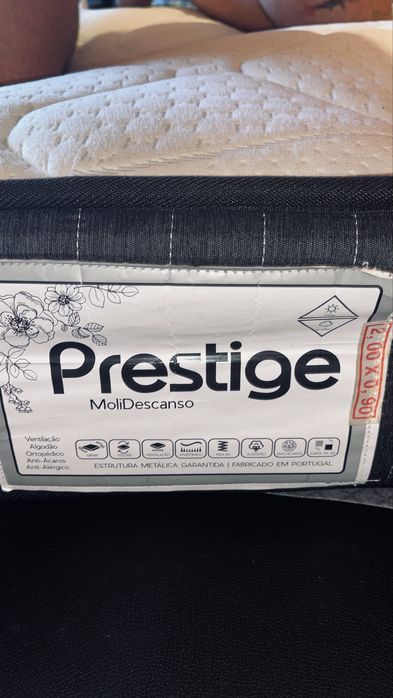 Prestige
MoliDescanso
2,00 X 0,90
Ventilação
Algodão
Ortopédico
Anti-Ácaros
Anti-Alérgico
ESTRUTURA METÁLICA GARANTIDA | FABRICADO EM PORTUGAL